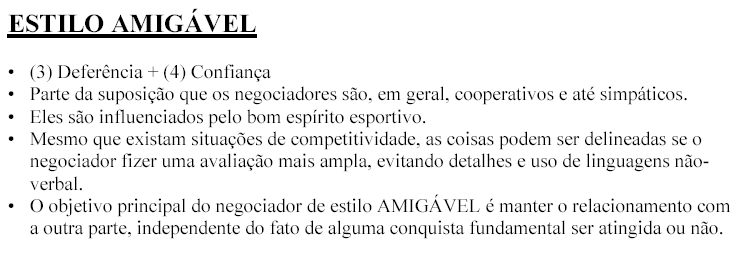 ESTILO AMIGÁVEL
• (3) Deferência + (4) Confiança
• Parte da suposição que os negociadores são, em geral, cooperativos e até simpáticos.
• Eles são influenciados pelo bom espírito esportivo.
• Mesmo que existam situações de competitividade, as coisas podem ser delineadas se o
negociador fizer uma avaliação mais ampla, evitando detalhes e uso de linguagens não-
verbal.
• O objetivo principal do negociador de estilo AMIGÁVEL é manter o relacionamento com
a outra parte, independente do fato de alguma conquista fundamental ser atingida ou não.